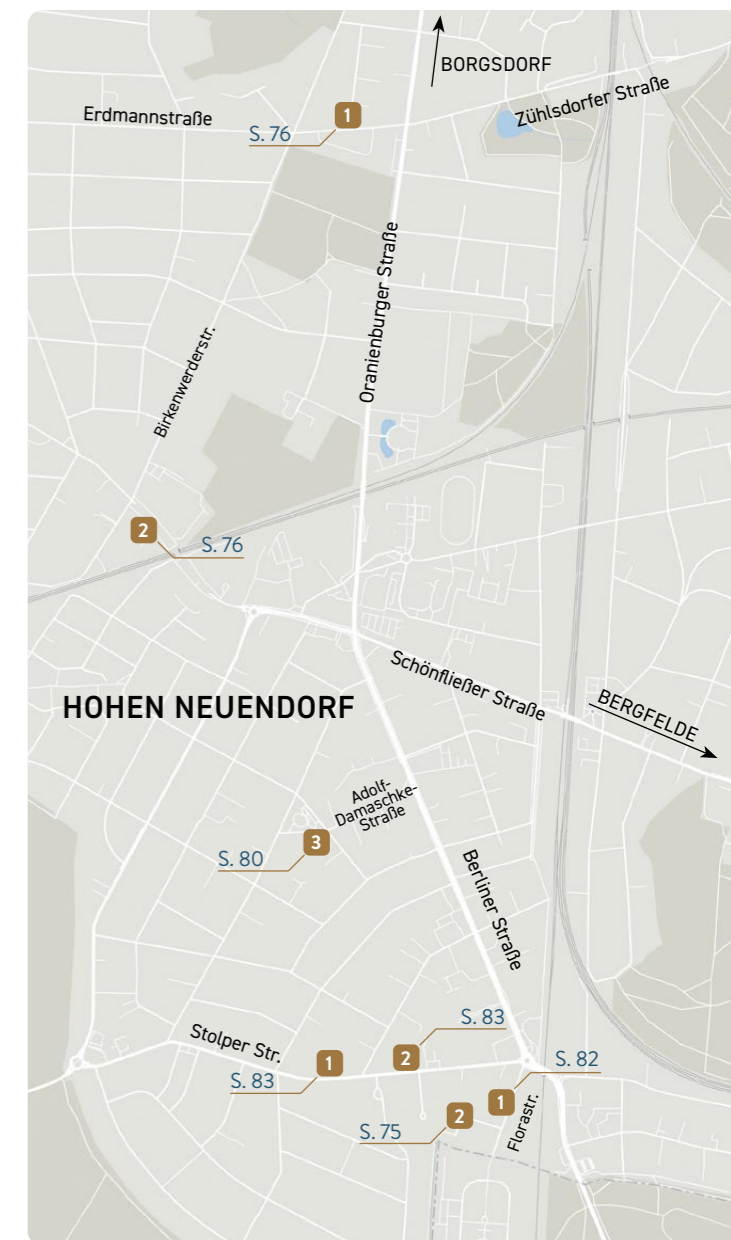 BORGSDORF
Zühlsdorfer Straße
Erdmannstraße
1
S. 76
Oranienburger Straße
Birkenwerderstr.
2
S. 76
Schönfließer Straße
HOHEN NEUENDORF
BERGFELDE
Adolf-
Damaschke-
Straße
3
S. 80
Berliner Straße
S. 83
Stolper Str.
2
1
S. 82
S. 83
1
2
S. 75
Florastr.